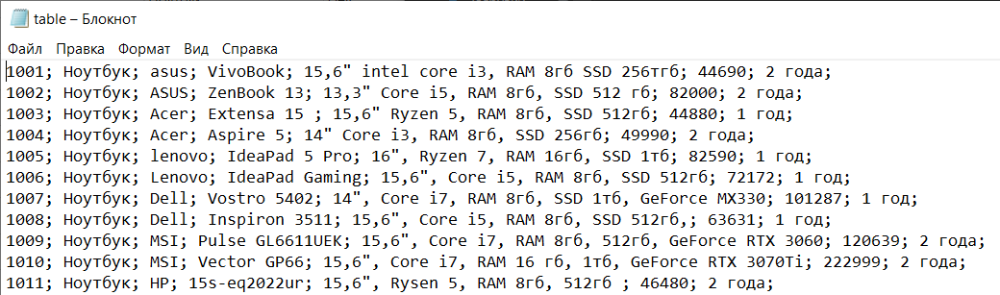 table – Блокнот
Файл Правка Формат Вид Справка
1001; Ноутбук; asus; VivoBook; 15,6" intel core i3, RAM 8гб SSD 256тгб; 44690; 2 года;
1002; Ноутбук; ASUS; ZenBook 13; 13,3" Core i5, RAM 8гб, SSD 512 гб; 82000; 2 года;
1003; Ноутбук; Acer; Extensa 15 ; 15,6" Ryzen 5, RAM 8гб, SSD 512гб; 44880; 1 год;
1004; Ноутбук; Acer; Aspire 5; 14" Core i3, RAM 8гб, SSD 256гб; 49990; 2 года;
1005; Ноутбук; lenovo; IdeaPad 5 Pro; 16", Ryzen 7, RAM 16гб, SSD 1тб; 82590; 1 год;
1006; Ноутбук; Lenovo; IdeaPad Gaming; 15,6", Core i5, RAM 8гб, SSD 512гб; 72172; 1 год;
1007; Ноутбук; Dell; Vostro 5402; 14", Core i7, RAM 8гб, SSD 1тб, GeForce MX330; 101287; 1 год;
1008; Ноутбук; Dell; Inspiron 3511; 15,6", Core i5, RAM 8гб, SSD 512гб,; 63631; 1 год;
1009; Ноутбук; MSI; Pulse GL6611UEK; 15,6", Core i7, RAM 8гб, 512гб, GeForce RTX 3060; 120639; 2 года;
1010; Ноутбук; MSI; Vector GP66; 15,6", Core i7, RAM 16 гб, 1тб, GeForce RTX 3070Ti; 222999; 2 года;
1011; Ноутбук; HP; 15s-eq2022ur; 15,6", Rysen 5, RAM 8гб, 512гб ; 46480; 2 года;